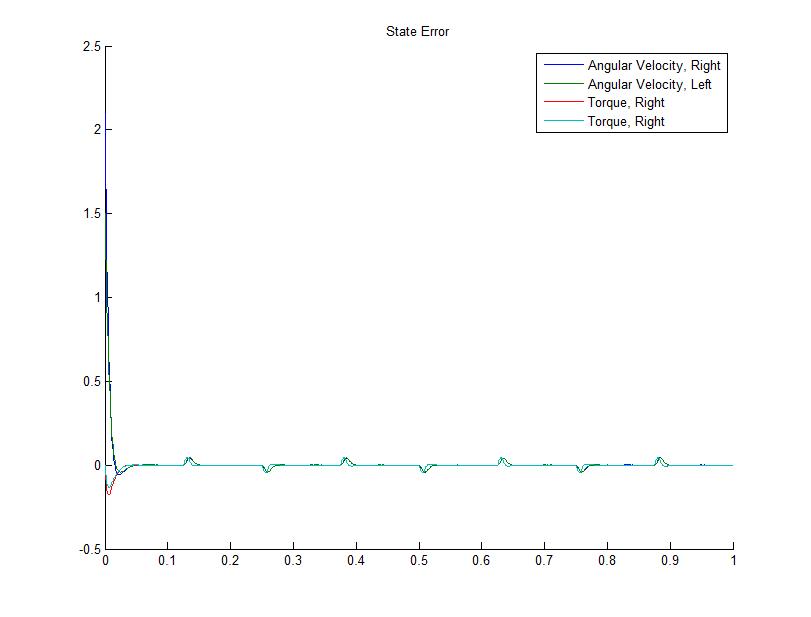 State Error
2.5
Angular Velocity, Right
Angular Velocity, Left
Torque, Right
Torque, Right
2
1.5
1
0.5
0
-0.5
0 0.1 0.2 0.3 0.4 0.5 0.6 0.7 0.8 0.9 1